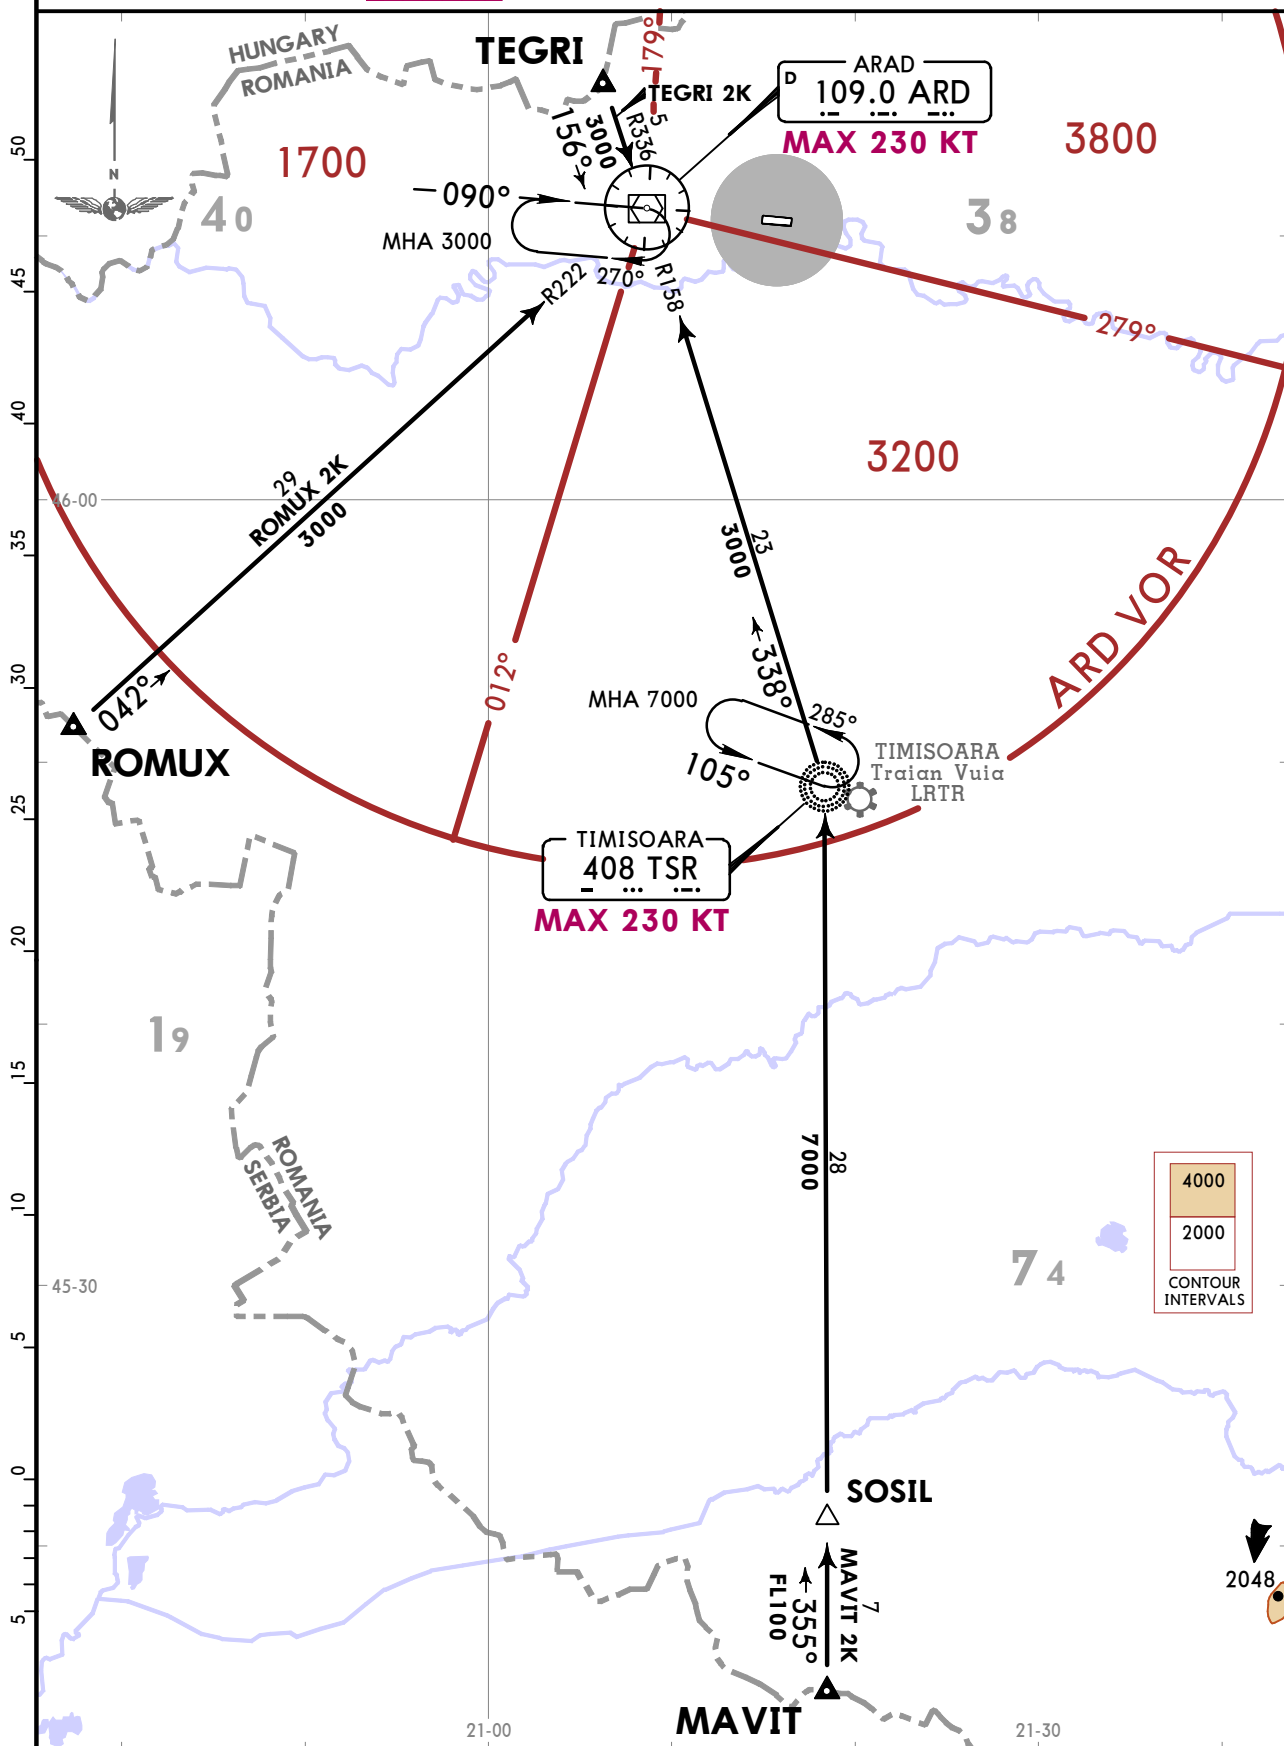 HUNGARY
ROMANIA
TEGRI
179°
TEGRI 2K
5
3000
R336
156°
D
ARAD
109.0 ARD
MAX 230 KT
1700
3800
N
40
38
090°
MHA 3000
270°
R222
R158
279°
50
45
40
35
30
25
20
15
10
5
0
5
3200
29
ROMUX 2K
3000
46-00
23
3000
ARD VOR
012°
042°
ROMUX
338°
MHA 7000
285°
105°
TIMISOARA
Traian Vuia
LRTR
TIMISOARA
408 TSR
MAX 230 KT
19
28
7000
ROMANIA
SERBIA
4000
2000
CONTOUR
INTERVALS
74
45-30
SOSIL
MAVIT 2K
7
355°
FL100
2048
MAVIT
21-00
21-30